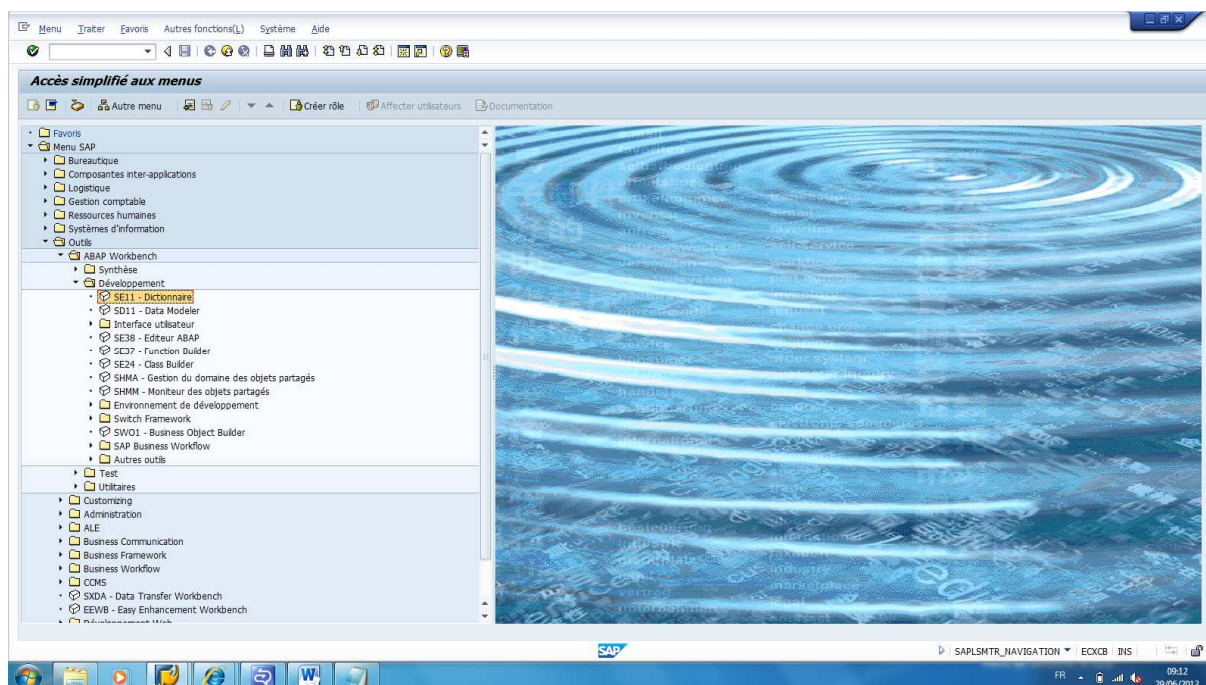 Menu Traiter Favoris Autres fonctions(L) Système Aide
Accès simplifié aux menus
Autre menu Créer rôle Affecter utilisateurs Documentation
Favoris
Menu SAP
Bureautique
Composantes inter-applications
Logistique
Gestion comptable
Ressources humaines
Systèmes d'information
Outils
ABAP Workbench
Synthèse
Développement
SE11 - Dictionnaire
SD11 - Data Modeler
Interface utilisateur
SE38 - Editeur ABAP
SE37 - Function Builder
SE24 - Class Builder
SHMA - Gestion du domaine des objets partagés
SHMM - Moniteur des objets partagés
Environnement de développement
Switch Framework
SWO1 - Business Object Builder
SAP Business Workflow
Autres outils
Test
Utilitaires
Customizing
Administration
ALE
Business Communication
Business Framework
Business Workflow
CCMS
SXDA - Data Transfer Workbench
EEWB - Easy Enhancement Workbench
Développement Web
SAP
SAPLSMTR_NAVIGATION ECXCB INS
FR 09:12
29/06/2013